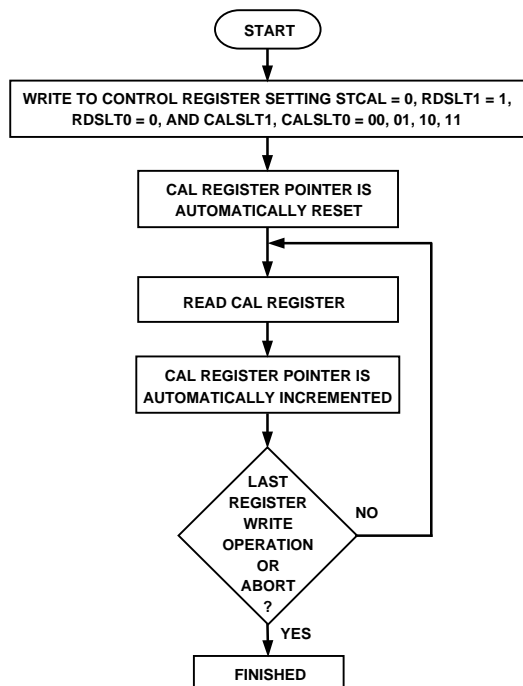 START
WRITE TO CONTROL REGISTER SETTING STCAL = 0, RDSLT1 = 1,
RDSLT0 = 0, AND CALSLT1, CALSLT0 = 00, 01, 10, 11
CAL REGISTER POINTER IS
AUTOMATICALLY RESET
READ CAL REGISTER
CAL REGISTER POINTER IS
AUTOMATICALLY INCREMENTED
LAST
REGISTER
WRITE
OPERATION
OR
ABORT
?
NO
YES
FINISHED